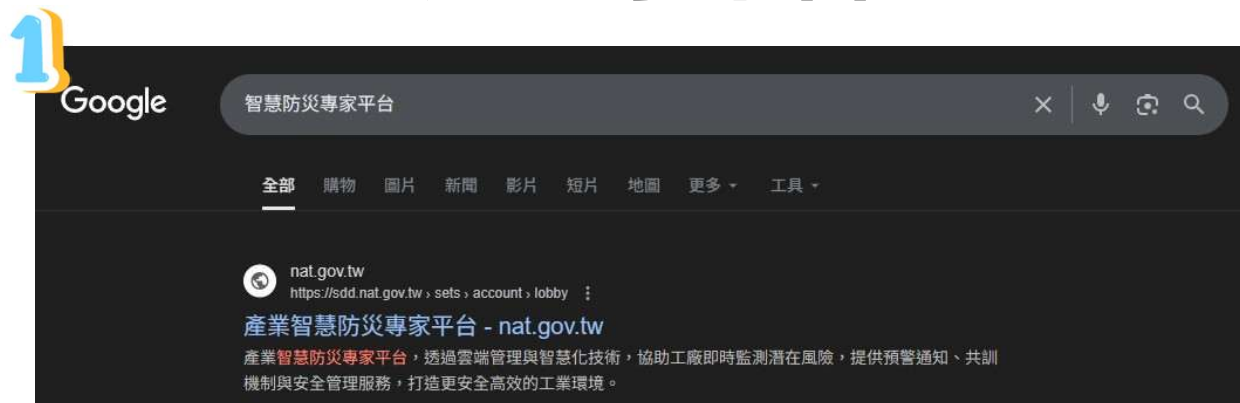 1
Google
智慧防災專家平台
全部 購物 圖片 新聞 影片 短片 地圖 更多 工具
nat.gov.tw
https://sdd.nat.gov.tw › sets › account › lobby
產業智慧防災專家平台 - nat.gov.tw
產業智慧防災專家平台，透過雲端管理與智慧化技術，協助工廠即時監測潛在風險，提供預警通知、共訓
機制與安全管理服務，打造更安全高效的工業環境。